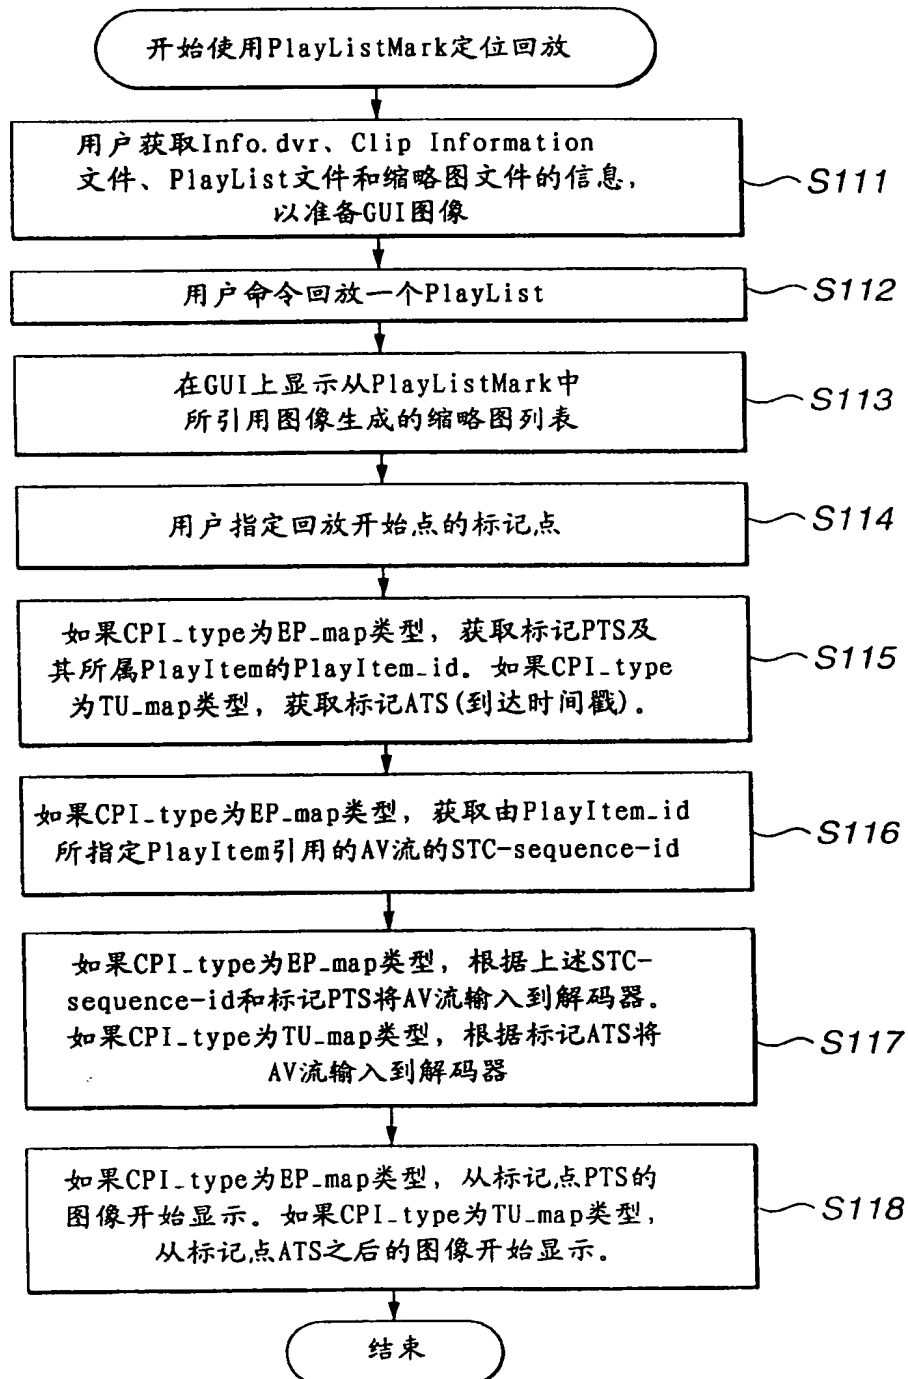 开始使用PlayListMark定位回放
用户获取Info.dvr、Clip Information
文件、PlayList文件和缩略图文件的信息,
以准备GUI图像
S111
用户命令回放一个PlayList
S112
在GUI上显示从PlayListMark中
所引用图像生成的缩略图列表
S113
用户指定回放开始点的标记点
S114
如果CPI_type为EP_map类型, 获取标记PTS及
其所属PlayItem的PlayItem_id。如果CPI_type
为TU_map类型, 获取标记ATS(到达时间戳)。
S115
如果CPI_type为EP_map类型, 获取由PlayItem_id
所指定PlayItem引用的AV流的STC-sequence-id
S116
如果CPI_type为EP_map类型, 根据上述STC-
sequence-id和标记PTS将AV流输入到解码器。
如果CPI_type为TU_map类型, 根据标记ATS将
AV流输入到解码器
S117
如果CPI_type为EP_map类型, 从标记点PTS的
图像开始显示。如果CPI_type为TU_map类型,
从标记点ATS之后的图像开始显示。
S118
结束